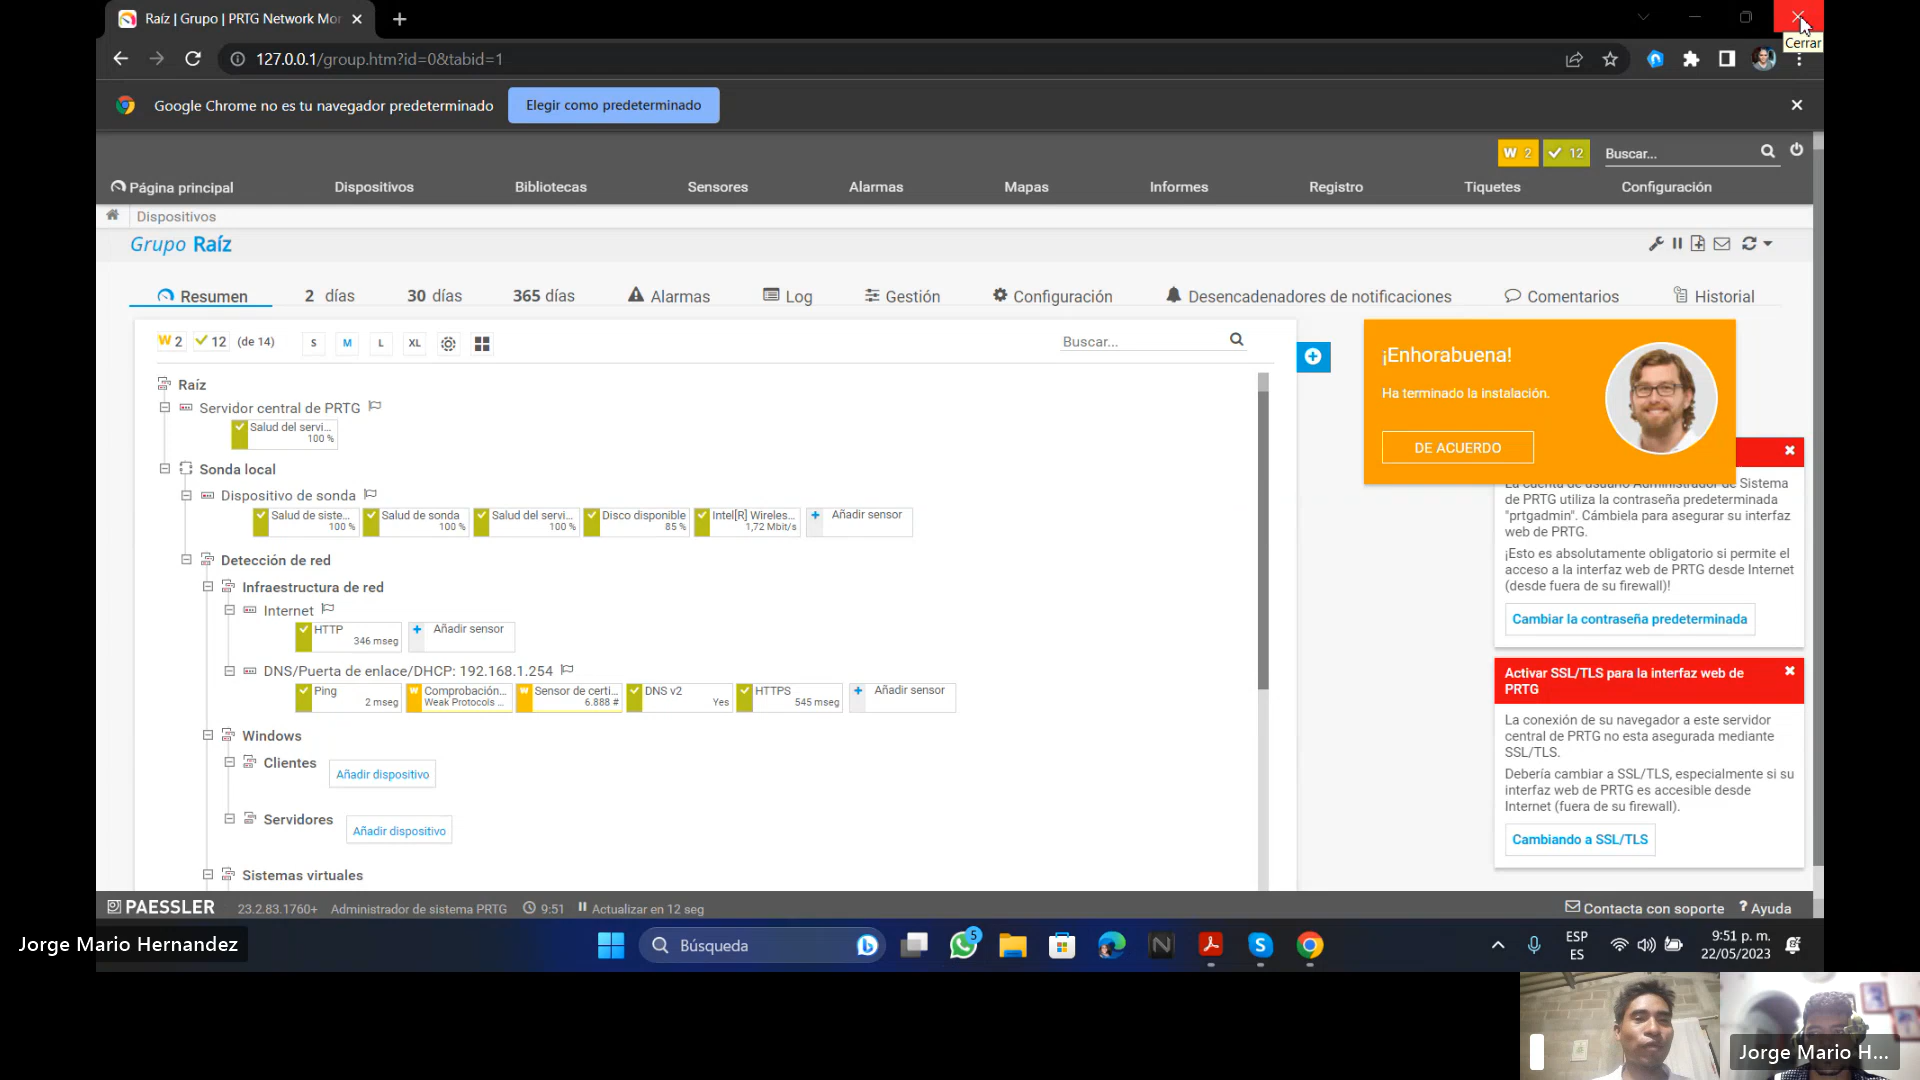 Raíz | Grupo | PRTG Network Mor
Cerrar
127.0.0.1/group.htm?id=0&tabid=1
Google Chrome no es tu navegador predeterminado
Elegir como predeterminado
W 2
12
Buscar...
Página principal
Dispositivos
Bibliotecas
Sensores
Alarmas
Mapas
Informes
Registro
Tiquetes
Configuración
Dispositivos
Grupo Raíz
Resumen
2 días
30 días
365 días
Alarmas
Log
Gestión
Configuración
Desencadenadores de notificaciones
Comentarios
Historial
W 2
12
(de 14)
S
M
L
XL
Buscar...
Raíz
Servidor central de PRTG
Salud del servi...
100 %
Sonda local
Dispositivo de sonda
Salud de siste...
100 %
Salud de sonda
100 %
Salud del servi...
100 %
Disco disponible
85 %
Intel[R] Wireles...
1,72 Mbit/s
Añadir sensor
Detección de red
Infraestructura de red
Internet
HTTP
346 mseg
Añadir sensor
DNS/Puerta de enlace/DHCP: 192.168.1.254
Ping
2 mseg
W
Comprobación...
Weak Protocols ...
W
Sensor de certi...
6.888 #
DNS v2
Yes
HTTPS
545 mseg
Añadir sensor
Windows
Clientes
Añadir dispositivo
Servidores
Añadir dispositivo
Sistemas virtuales
¡Enhorabuena!
Ha terminado la instalación.
DE ACUERDO
La cuenta de usuario Administrador de Sistema
de PRTG utiliza la contraseña predeterminada
"prtgadmin". Cámbiela para asegurar su interfaz
web de PRTG.
¡Esto es absolutamente obligatorio si permite el
acceso a la interfaz web de PRTG desde Internet
(desde fuera de su firewall)!
Cambiar la contraseña predeterminada
Activar SSL/TLS para la interfaz web de
PRTG
La conexión de su navegador a este servidor
central de PRTG no esta asegurada mediante
SSL/TLS.
Debería cambiar a SSL/TLS, especialmente si su
interfaz web de PRTG es accesible desde
Internet (fuera de su firewall).
Cambiando a SSL/TLS
PAESSLER
23.2.83.1760+
Administrador de sistema PRTG
9:51
Actualizar en 12 seg
Contacta con soporte
? Ayuda
Jorge Mario Hernandez
Búsqueda
5
ESP
ES
9:51 p. m.
22/05/2023
Jorge Mario H...